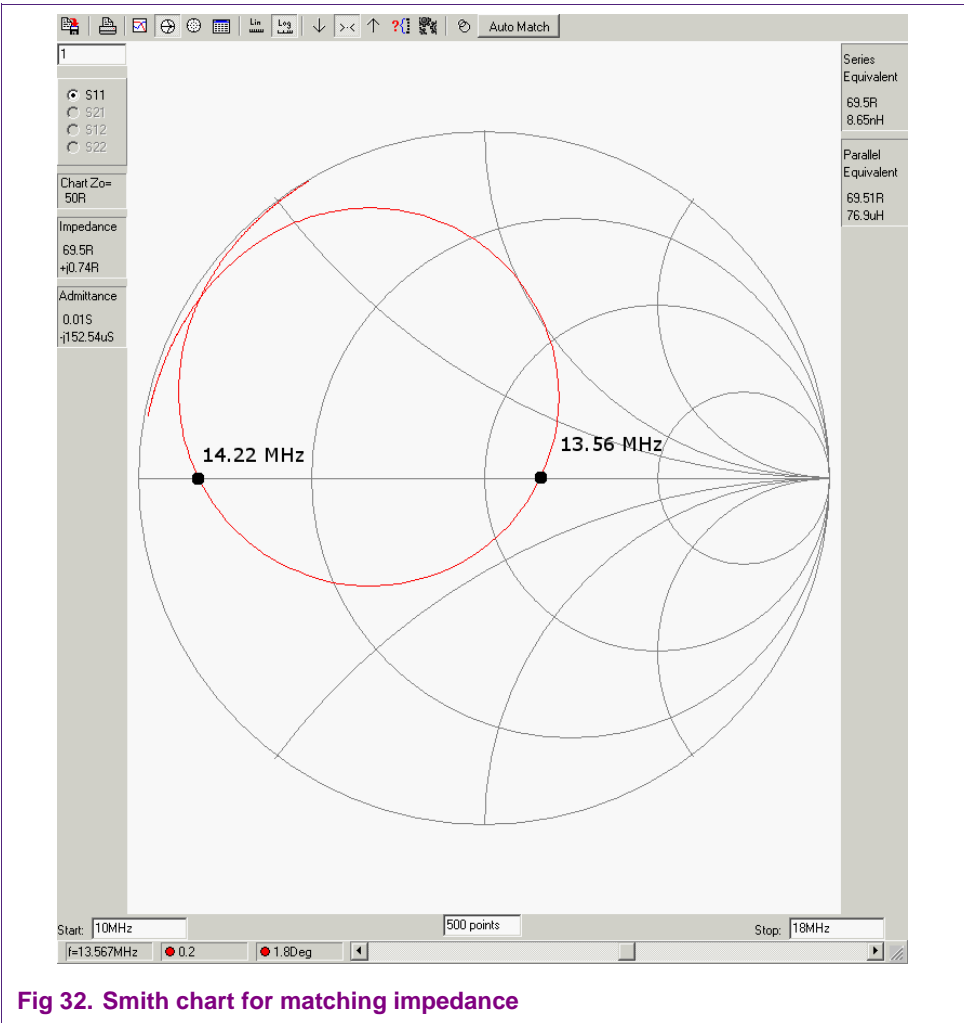 Lin
Log
?{}
Auto Match
1
S11
S21
S12
S22
Chart Zo=
50R
Impedance
69.5R
+j0.74R
Admittance
0.01S
-j152.54uS
Series
Equivalent
69.5R
8.65nH
Parallel
Equivalent
69.51R
76.9uH
14.22 MHz
13.56 MHz
Start: 10MHz
500 points
Stop: 18MHz
f=13.567MHz
0.2
1.8Deg
Fig 32. Smith chart for matching impedance